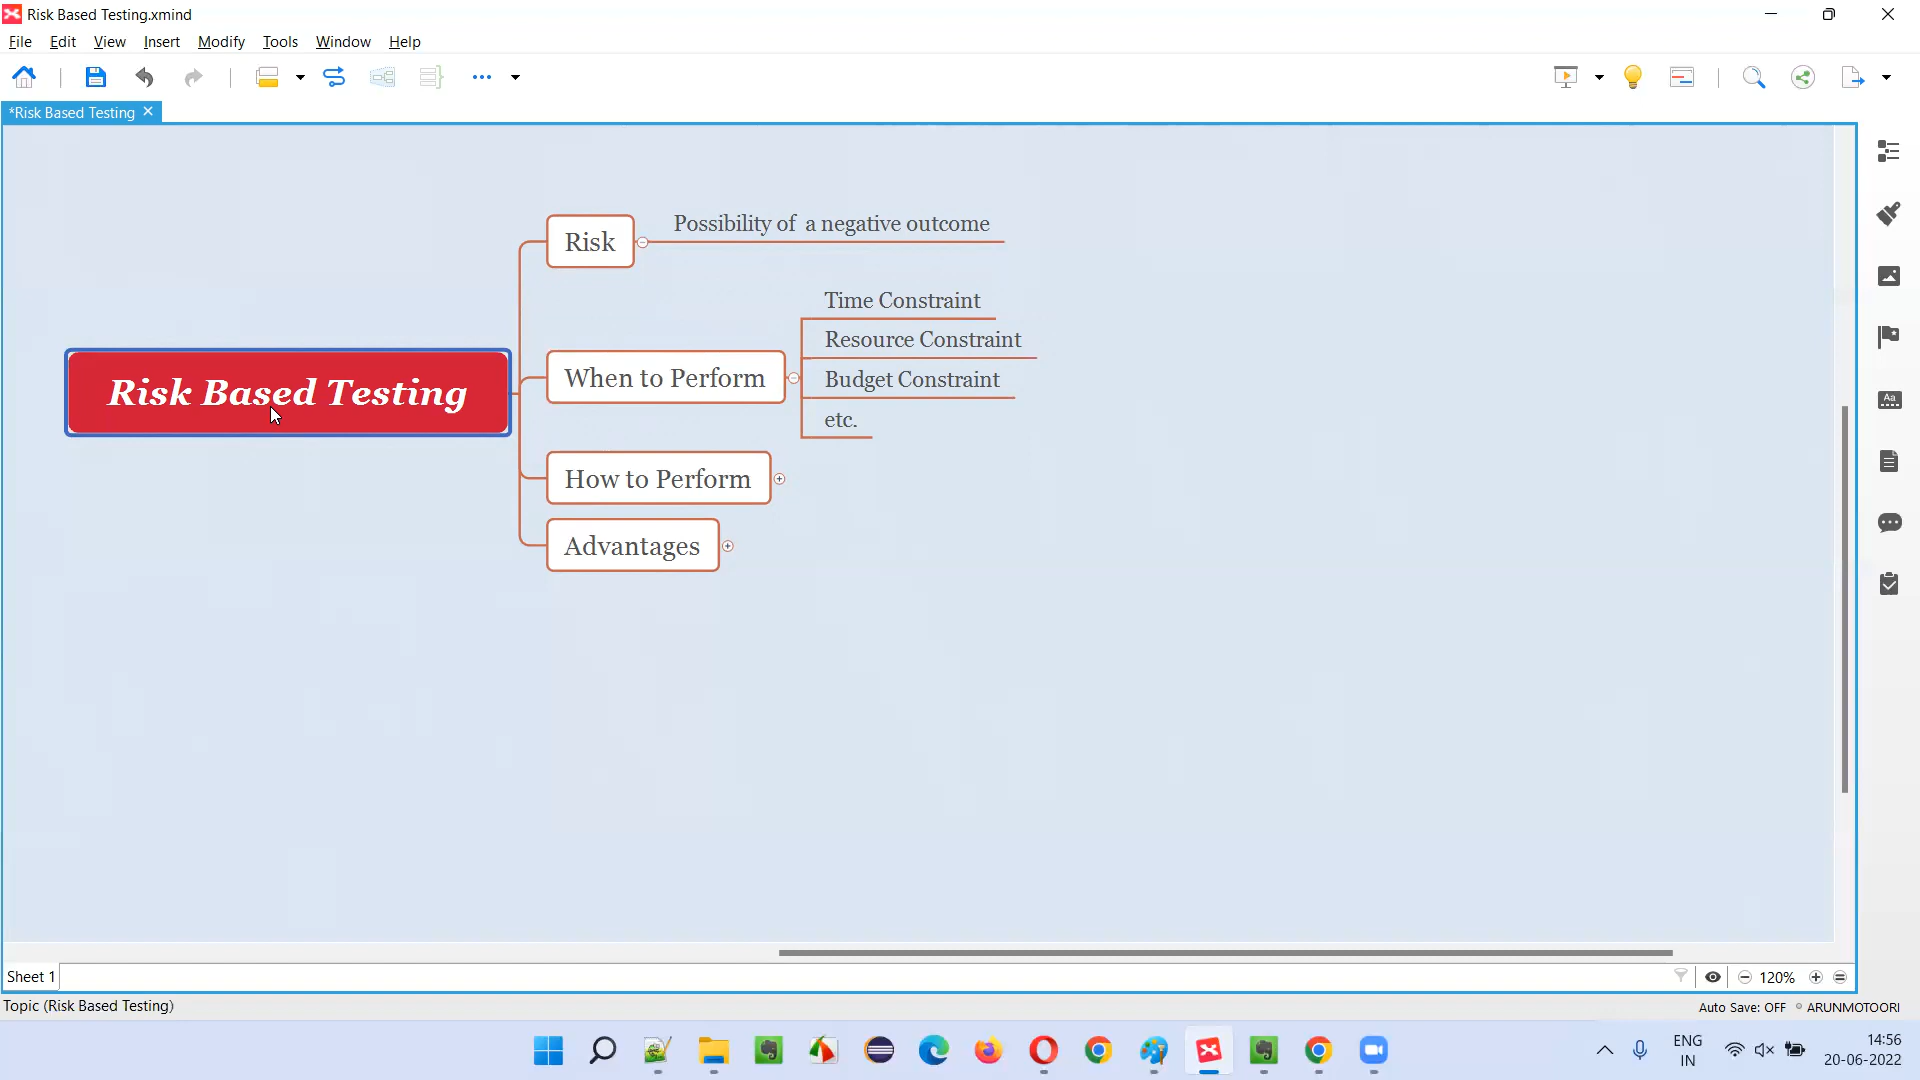 Risk Based Testing.xmind
File Edit View Insert Modify Tools Window Help
*Risk Based Testing
Risk
Possibility of a negative outcome
Risk Based Testing
When to Perform
Time Constraint
Resource Constraint
Budget Constraint
etc.
How to Perform
Advantages
Aa
Sheet 1
120%
Topic (Risk Based Testing)
Auto Save: OFF
ARUNMOTOORI
ENG
IN
14:56
20-06-2022